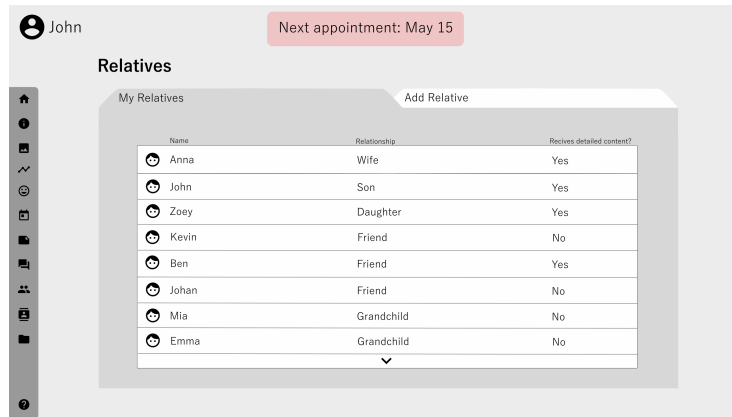 John
Next appointment: May 15
Relatives
My Relatives
Add Relative
Name Relationship Recives detailed content?
Anna Wife Yes
John Son Yes
Zoey Daughter Yes
Kevin Friend No
Ben Friend Yes
Johan Friend No
Mia Grandchild No
Emma Grandchild No